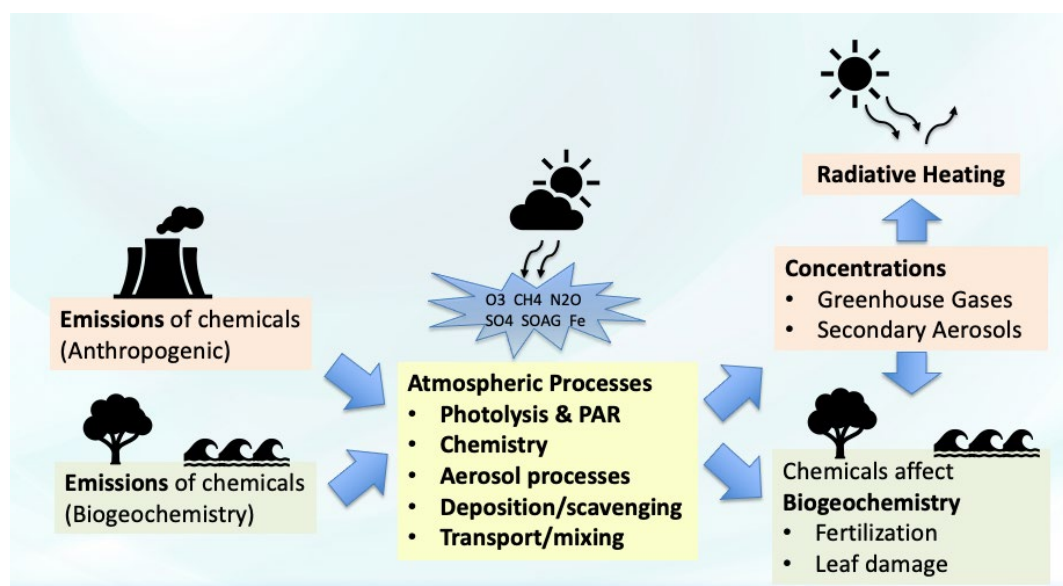 Radiative Heating
Concentrations
• Greenhouse Gases
• Secondary Aerosols
O3 CH4 N2O
SO4 SOAG Fe
Emissions of chemicals
(Anthropogenic)
Atmospheric Processes
• Photolysis & PAR
• Chemistry
• Aerosol processes
• Deposition/scavenging
• Transport/mixing
Emissions of chemicals
(Biogeochemistry)
Chemicals affect
Biogeochemistry
• Fertilization
• Leaf damage